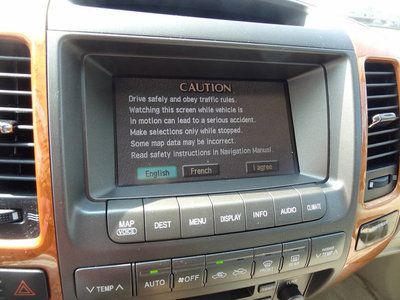 CAUTION
Drive safely and obey traffic rules.
Watching this screen while vehicle is
in motion can lead to a serious accident.
Make selections only while stopped.
Some map data may be incorrect.
Read safety instructions in Navigation Manual.
English French I agree
MAP VOICE DEST MENU DISPLAY INFO AUDIO CLIMATE
TEMP AUTO OFF TEMP